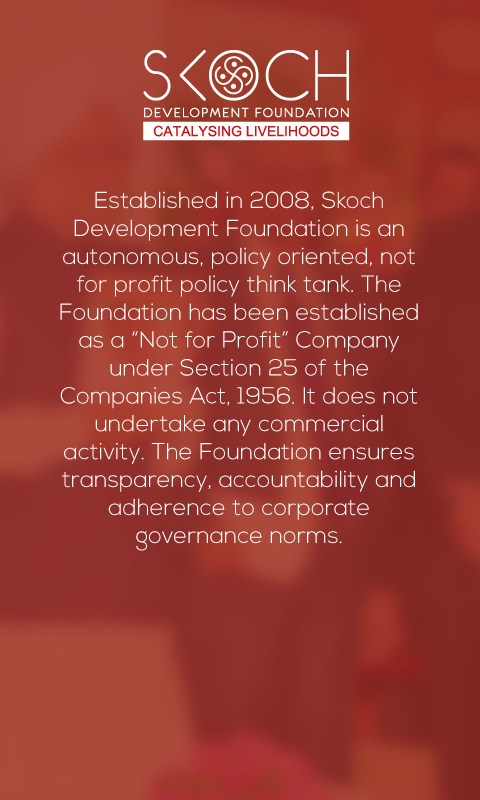 SKOCH
DEVELOPMENT FOUNDATION
CATALYSING LIVELIHOODS
Established in 2008, Skoch
Development Foundation is an
autonomous, policy oriented, not
for profit policy think tank. The
Foundation has been established
as a “Not for Profit” Company
under Section 25 of the
Companies Act, 1956. It does not
undertake any commercial
activity. The Foundation ensures
transparency, accountability and
adherence to corporate
governance norms.